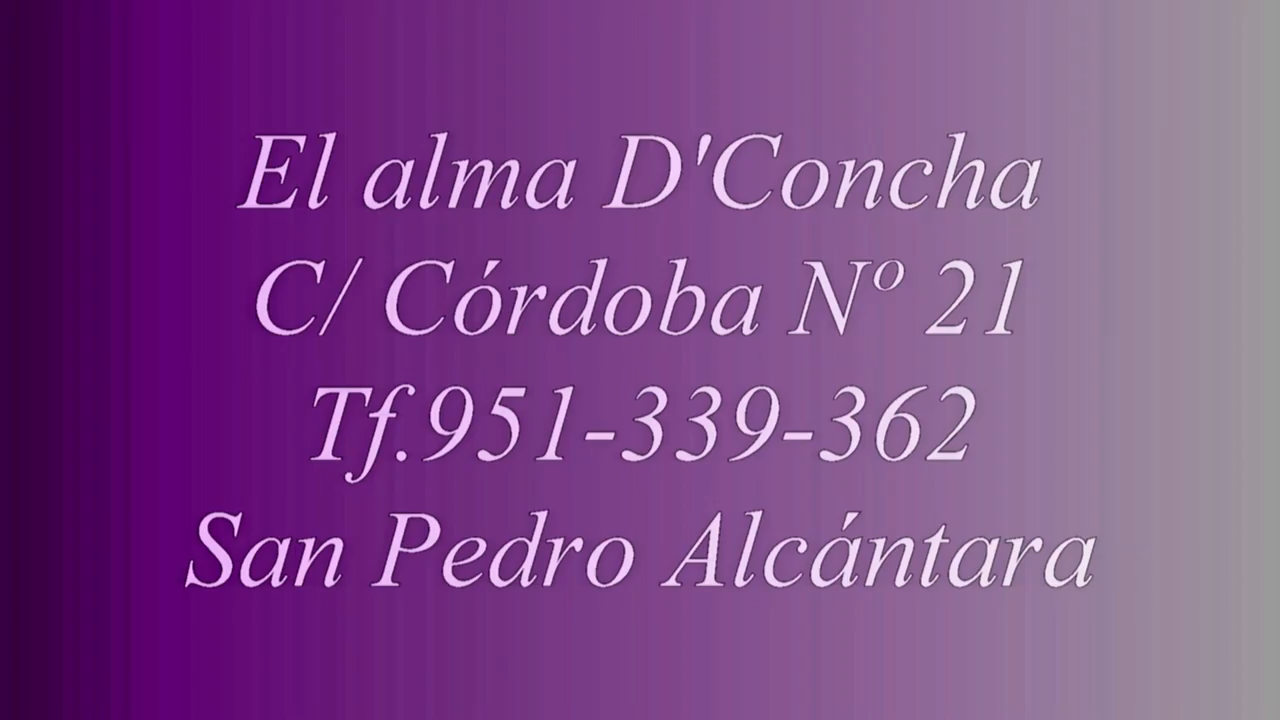 El alma D'Concha
C/ Córdoba Nº 21
Tf.951-339-362
San Pedro Alcántara